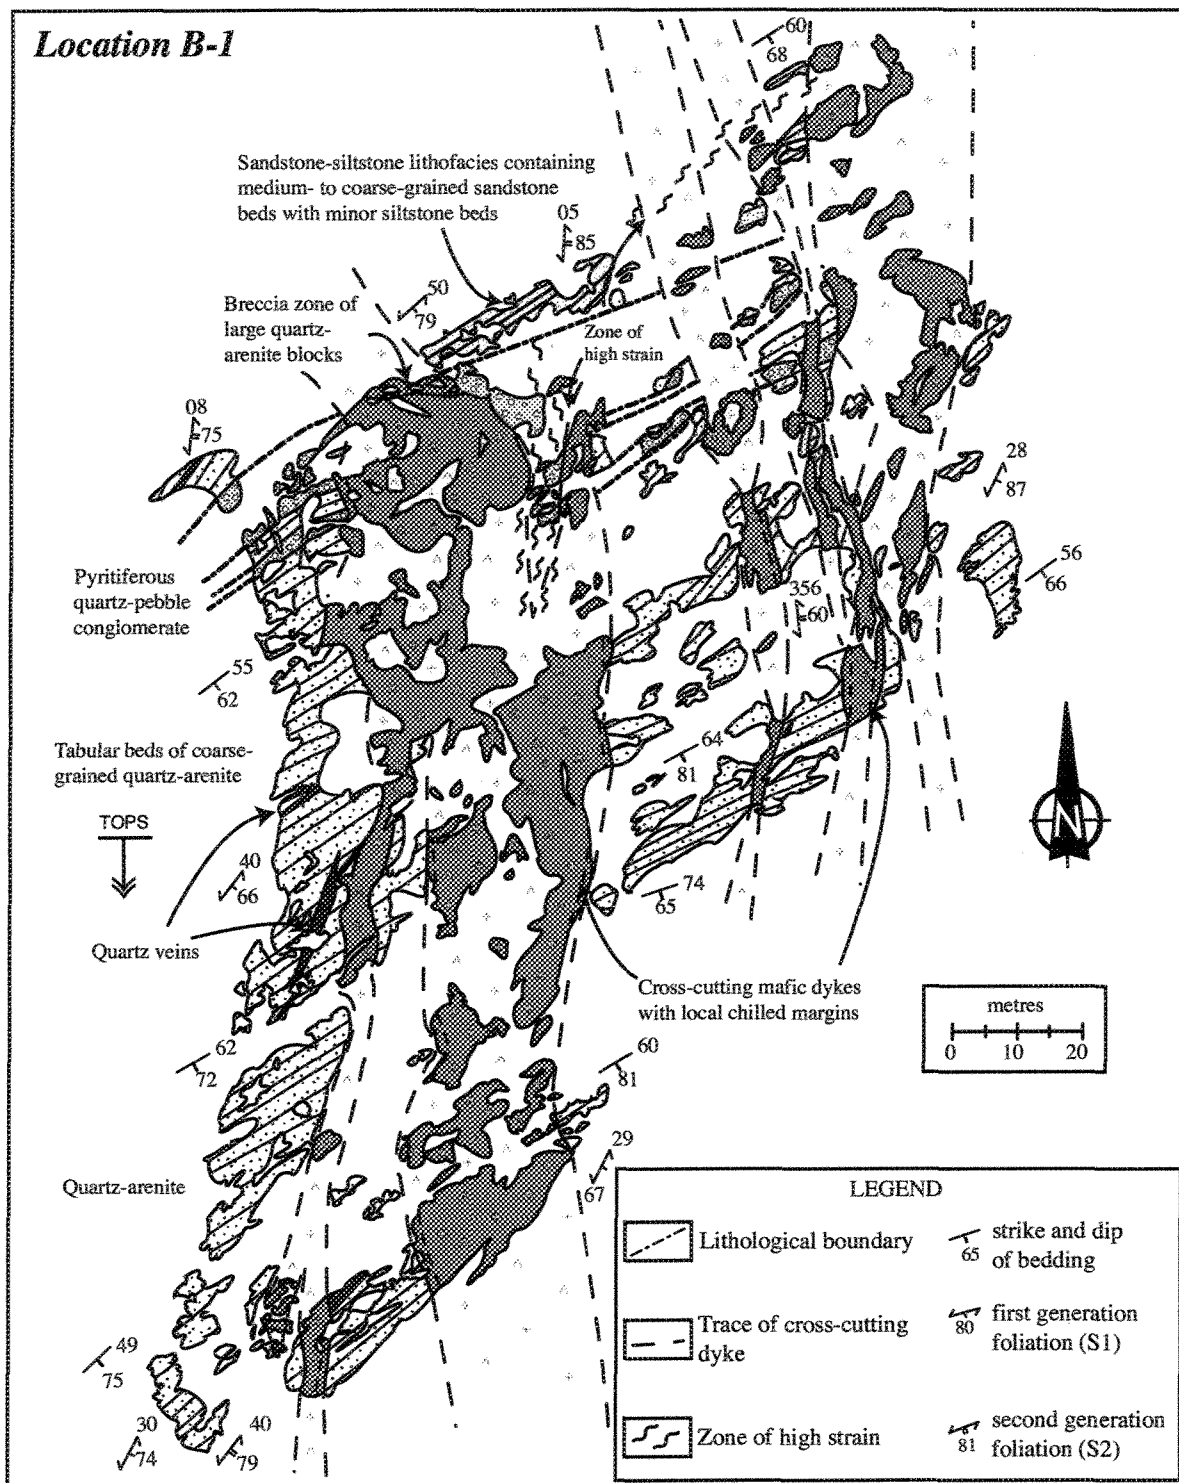 Location B-1
60
68
Sandstone-siltstone lithofacies containing
medium- to coarse-grained sandstone
beds with minor siltstone beds
05
85
50
79
Breccia zone of
large quartz-
arenite blocks
Zone of
high strain
08
75
28
87
56
66
Pyritiferous
quartz-pebble
conglomerate
356
60
55
62
Tabular beds of coarse-
grained quartz-arenite
64
81
TOPS
N
40
66
74
65
Quartz veins
Cross-cutting mafic dykes
with local chilled margins
metres
0 10 20
62
72
60
81
29
67
Quartz-arenite
LEGEND
Lithological boundary
65
strike and dip
of bedding
Trace of cross-cutting
dyke
80
first generation
foliation (S1)
Zone of high strain
81
second generation
foliation (S2)
49
75
30
74
40
79